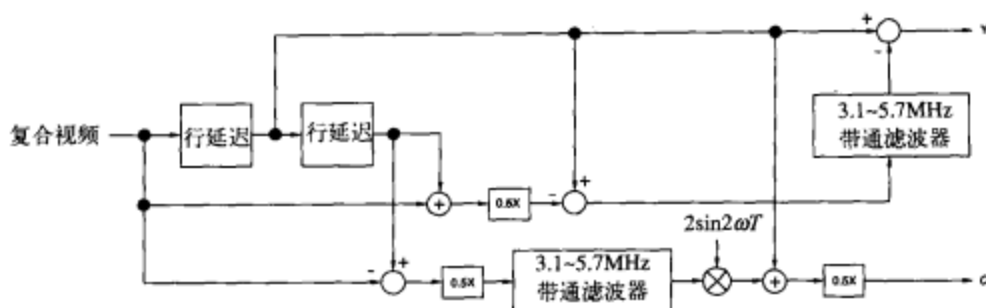 Y
3.1~5.7MHz
带通滤波器
复合视频
行延迟
行延迟
0.5X
2sin2ωT
0.5X
3.1~5.7MHz
带通滤波器
0.5X